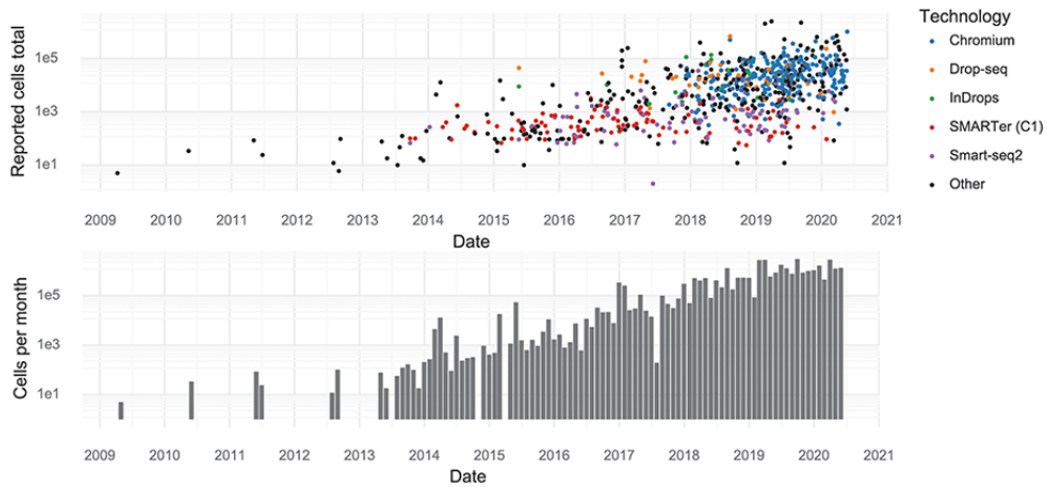 Technology
Chromium
Drop-seq
InDrops
SMARTer (C1)
Smart-seq2
Other
Reported cells total
1e5
1e3
1e1
2009 2010 2011 2012 2013 2014 2015 2016 2017 2018 2019 2020 2021
Date
Cells per month
1e5
1e3
1e1
2009 2010 2011 2012 2013 2014 2015 2016 2017 2018 2019 2020 2021
Date